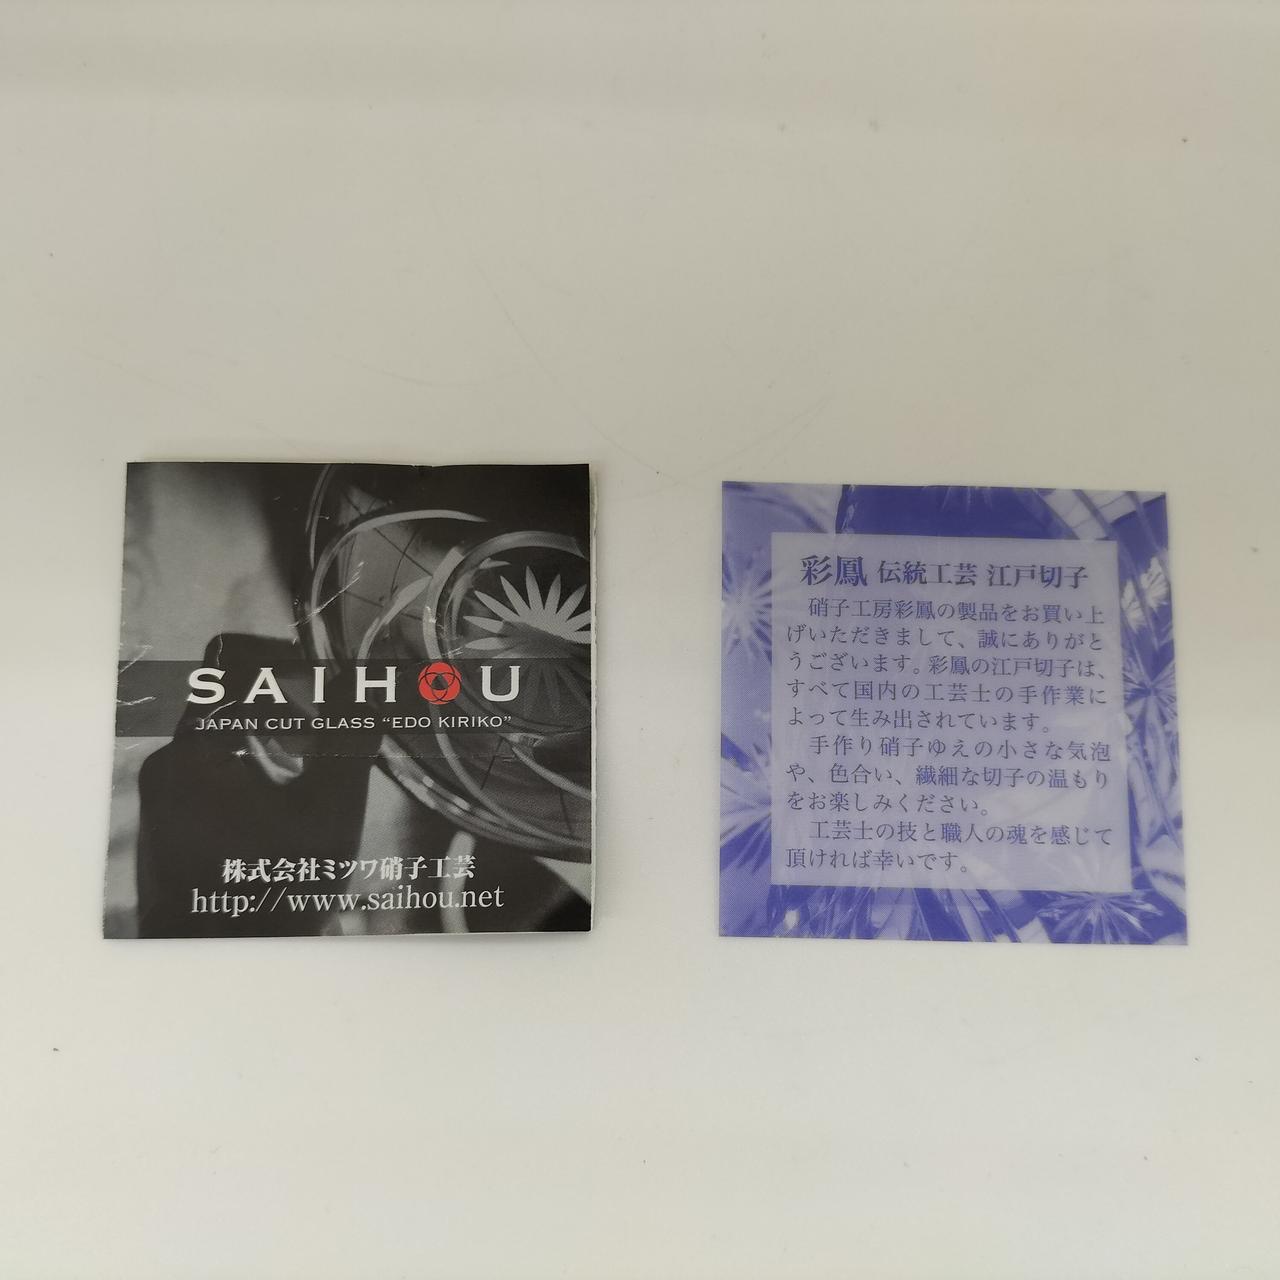 SAIHOU
JAPAN CUT GLASS “EDO KIRIKO”
株式会社ミツワ硝子工芸
http://www.saihou.net
彩鳳 伝統工芸 江戸切子
硝子工房彩鳳の製品をお買い上
げいただきまして、誠にありがと
うございます。彩鳳の江戸切子は、
すべて国内の工芸士の手作業に
よって生み出されています。
手作り硝子ゆえの小さな気泡
や、色合い、繊細な切子の温もり
をお楽しみください。
工芸士の技と職人の魂を感じて
頂ければ幸いです。